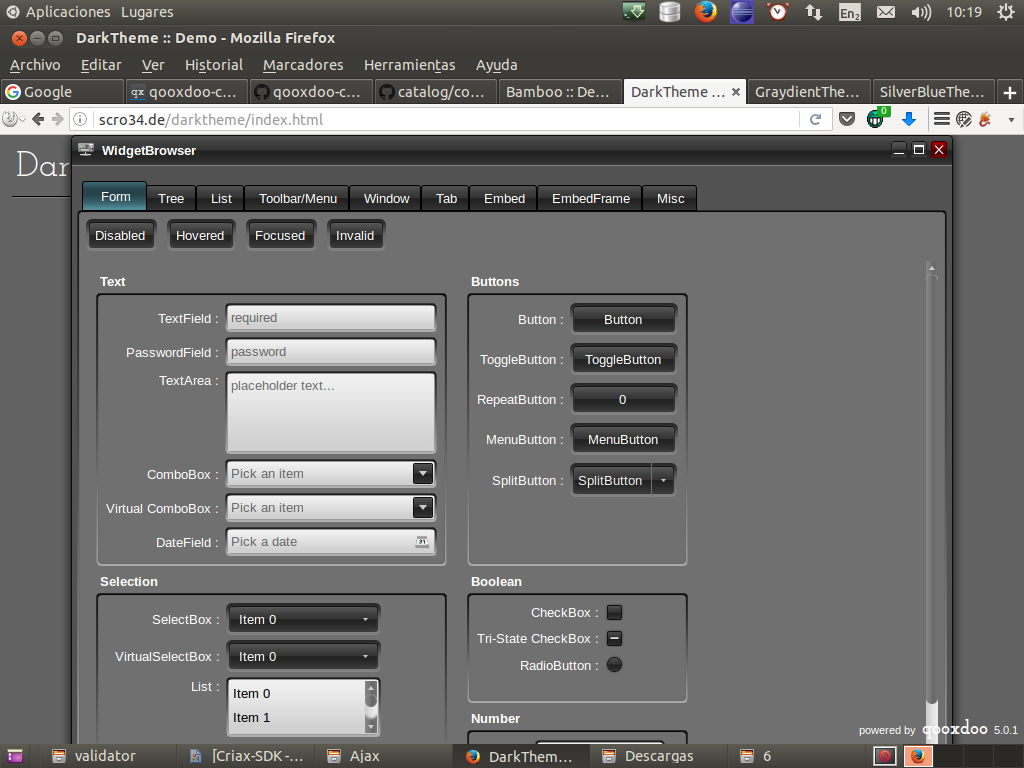 Aplicaciones Lugares En2 10:19
DarkTheme :: Demo - Mozilla Firefox
Archivo Editar Ver Historial Marcadores Herramientas Ayuda
Google qx qooxdoo-c... qooxdoo-c... catalog/co... Bamboo :: De... DarkTheme ... GraydientThe... SilverBlueThe...
scro34.de/darktheme/index.html 0
Dar
WidgetBrowser
Form Tree List Toolbar/Menu Window Tab Embed EmbedFrame Misc
Disabled Hovered Focused Invalid
Text
TextField : required
PasswordField : password
TextArea : placeholder text...
ComboBox : Pick an item
Virtual ComboBox : Pick an item
DateField : Pick a date 31
Buttons
Button : Button
ToggleButton : ToggleButton
RepeatButton : 0
MenuButton : MenuButton
SplitButton : SplitButton
Selection
SelectBox : Item 0
VirtualSelectBox : Item 0
List : Item 0
Item 1
Boolean
CheckBox :
Tri-State CheckBox :
RadioButton :
Number
powered by qooxdoo 5.0.1
validator [Criax-SDK -... Ajax DarkThem... Descargas 6